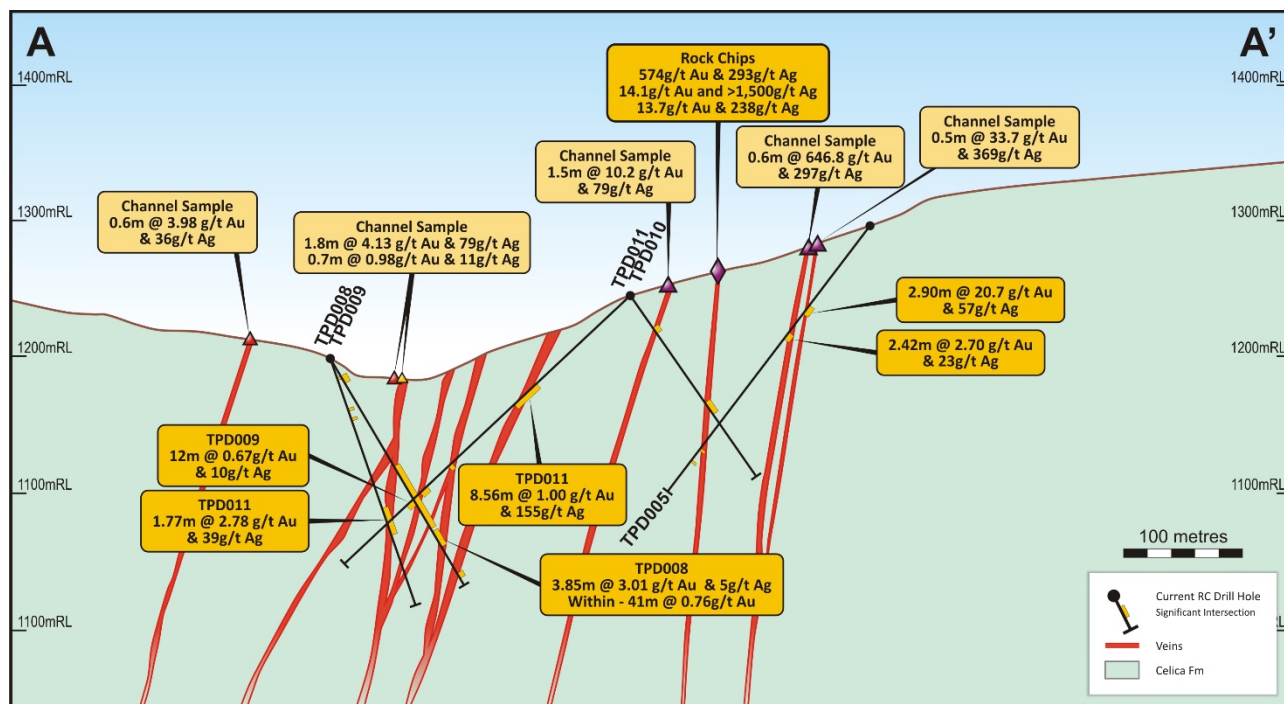 A
A'
1400mRL
1400mRL
Rock Chips
574g/t Au & 293g/t Ag
14.1g/t Au and >1,500g/t Ag
13.7g/t Au & 238g/t Ag
Channel Sample
0.5m @ 33.7 g/t Au
& 369g/t Ag
Channel Sample
0.6m @ 646.8 g/t Au
& 297g/t Ag
Channel Sample
1.5m @ 10.2 g/t Au
& 79g/t Ag
1300mRL
1300mRL
Channel Sample
0.6m @ 3.98 g/t Au
& 36g/t Ag
Channel Sample
1.8m @ 4.13 g/t Au & 79g/t Ag
0.7m @ 0.98g/t Au & 11g/t Ag
TPD011
TPD010
TPD008
TPD009
2.90m @ 20.7 g/t Au
& 57g/t Ag
2.42m @ 2.70 g/t Au
& 23g/t Ag
1200mRL
1200mRL
TPD009
12m @ 0.67g/t Au
& 10g/t Ag
TPD011
1.77m @ 2.78 g/t Au
& 39g/t Ag
TPD011
8.56m @ 1.00 g/t Au
& 155g/t Ag
TPD005
1100mRL
1100mRL
TPD008
3.85m @ 3.01 g/t Au & 5g/t Ag
Within - 41m @ 0.76g/t Au
100 metres
Current RC Drill Hole
Significant Intersection
Veins
Celica Fm
1100mRL
1100mRL